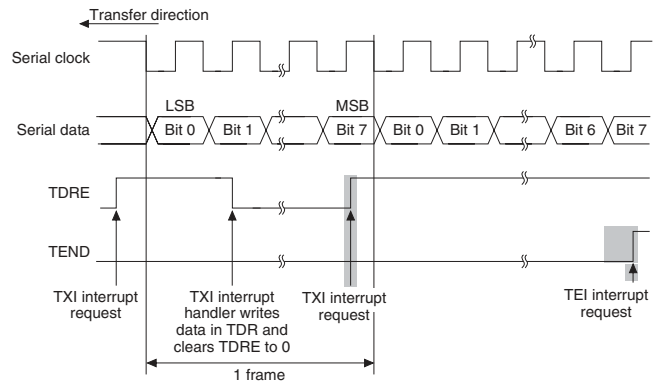 Transfer direction
Serial clock
LSB
MSB
Serial data
Bit 0
Bit 1
Bit 7
Bit 0
Bit 1
Bit 6
Bit 7
TDRE
TEND
TXI interrupt
request
TXI interrupt
handler writes
data in TDR and
clears TDRE to 0
TXI interrupt
request
TEI interrupt
request
1 frame